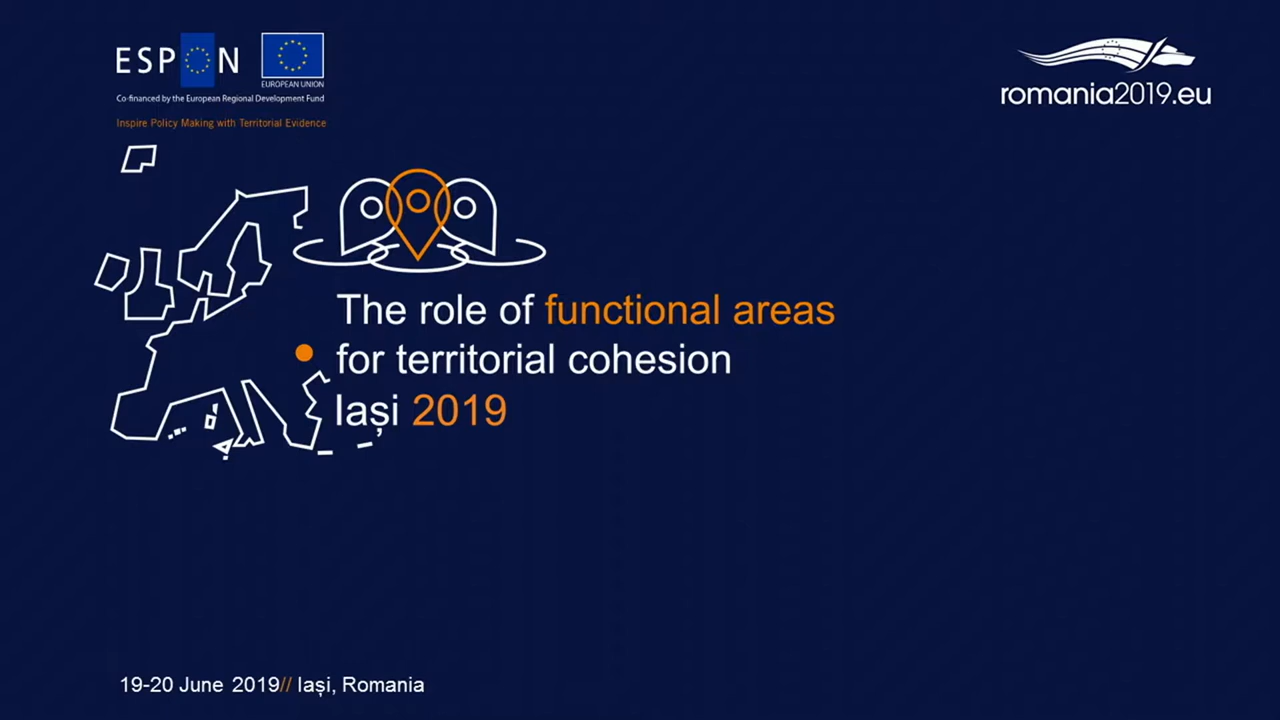 ESPON
EUROPEAN UNION
Co-financed by the European Regional Development Fund
Inspire Policy Making with Territorial Evidence
romania2019.eu
The role of functional areas
for territorial cohesion
Iași 2019
19-20 June 2019// Iași, Romania